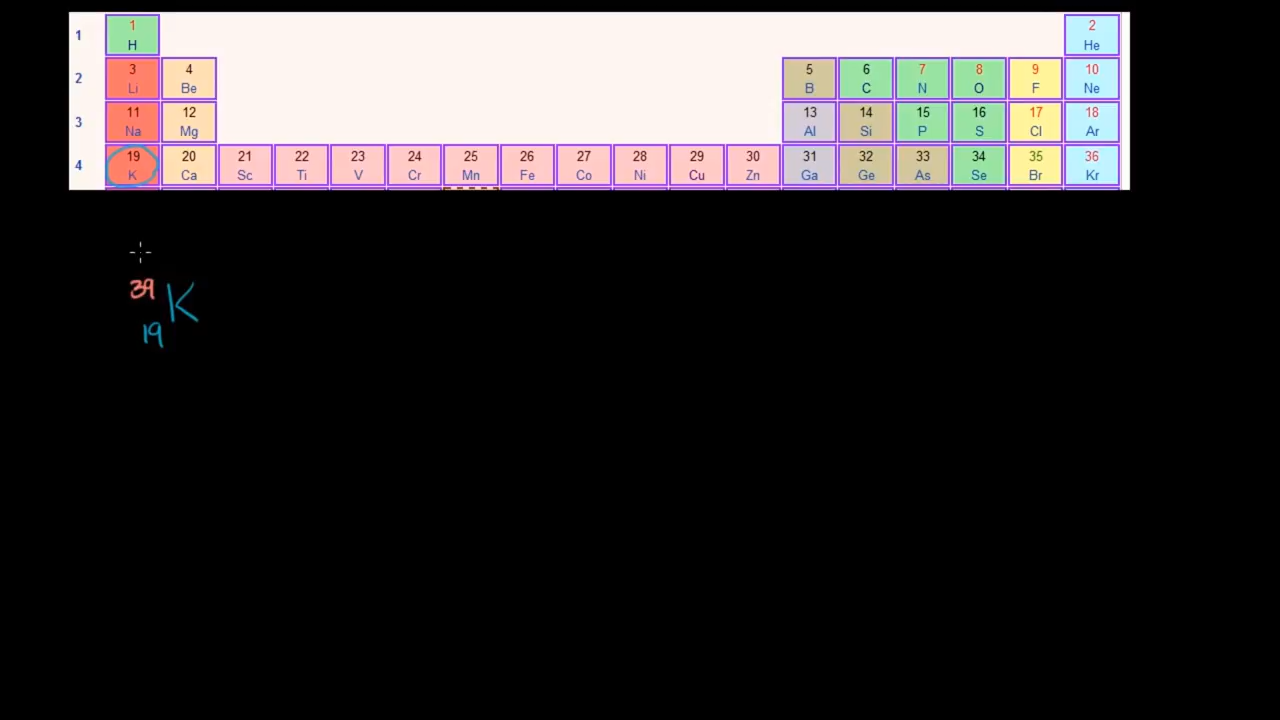 1 1 2
H He
2 3 4 5 6 7 8 9 10
Li Be B C N O F Ne
3 11 12 13 14 15 16 17 18
Na Mg Al Si P S Cl Ar
4 19 20 21 22 23 24 25 26 27 28 29 30 31 32 33 34 35 36
K Ca Sc Ti V Cr Mn Fe Co Ni Cu Zn Ga Ge As Se Br Kr
39
K
19